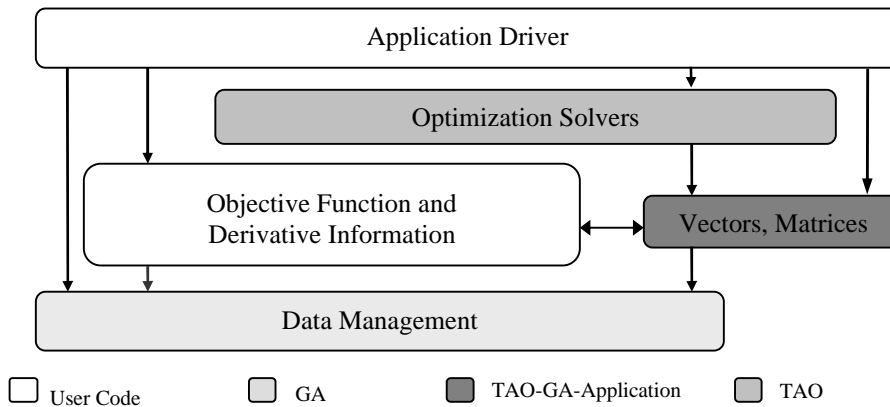 Application Driver
Optimization Solvers
Objective Function and
Derivative Information
Vectors, Matrices
Data Management
User Code
GA
TAO-GA-Application
TAO